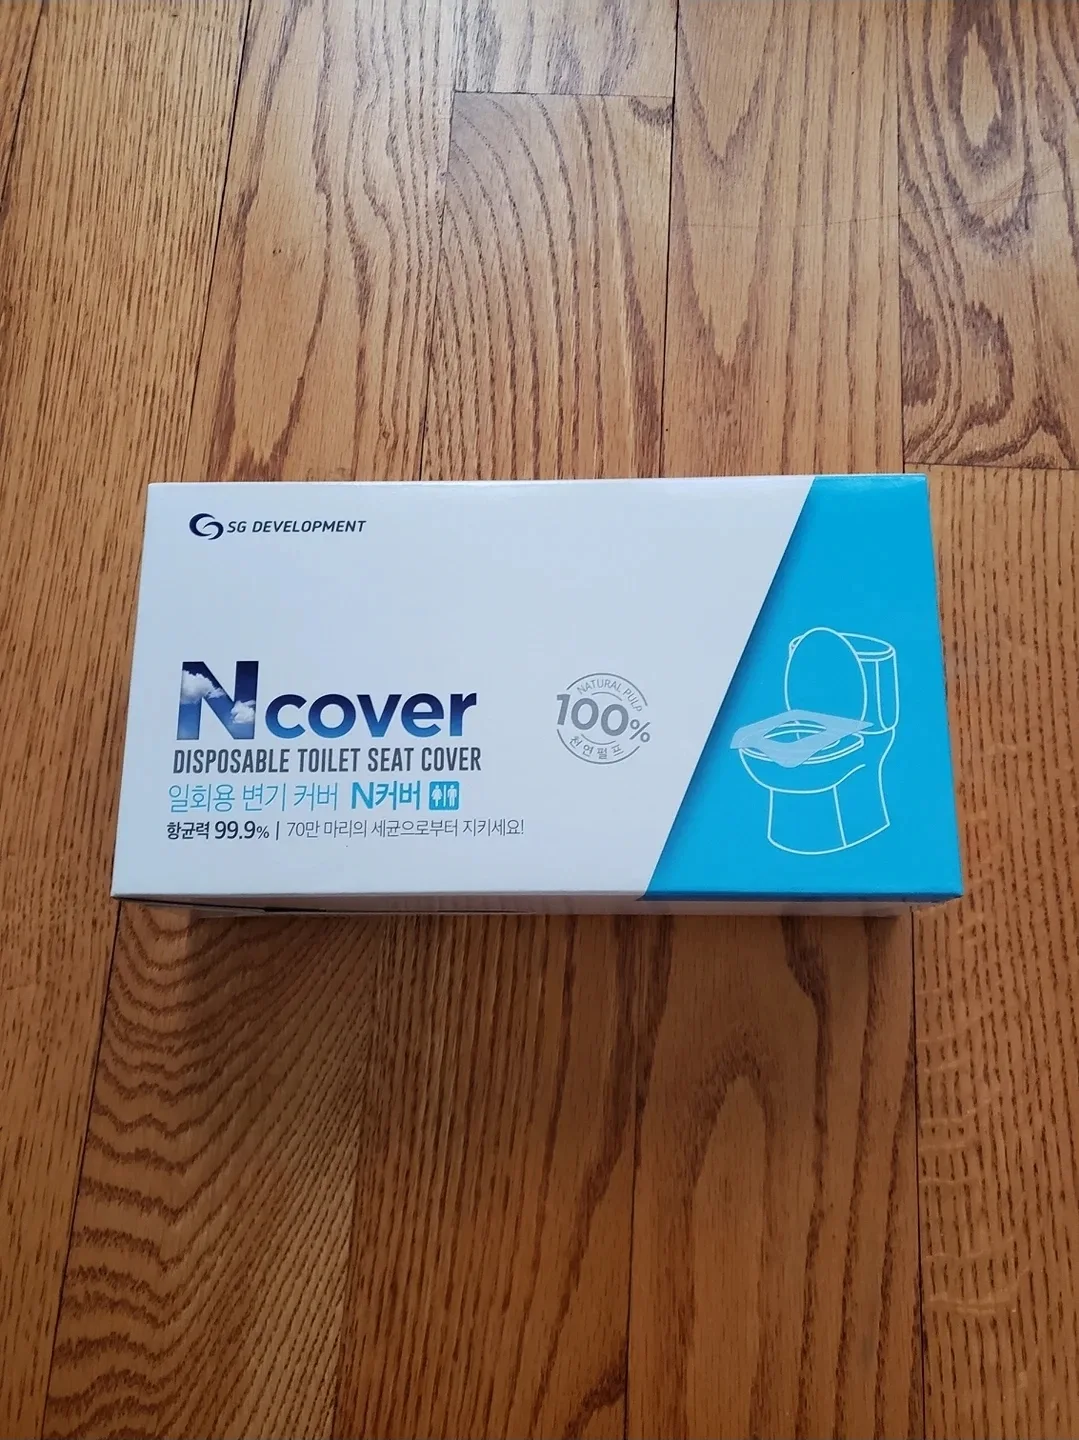 SG DEVELOPMENT
Ncover
DISPOSABLE TOILET SEAT COVER
일회용 변기 커버 N커버
항균력 99.9% | 70만 마리의 세균으로부터 지키세요!
NATURAL PULP
100%
천연펄프